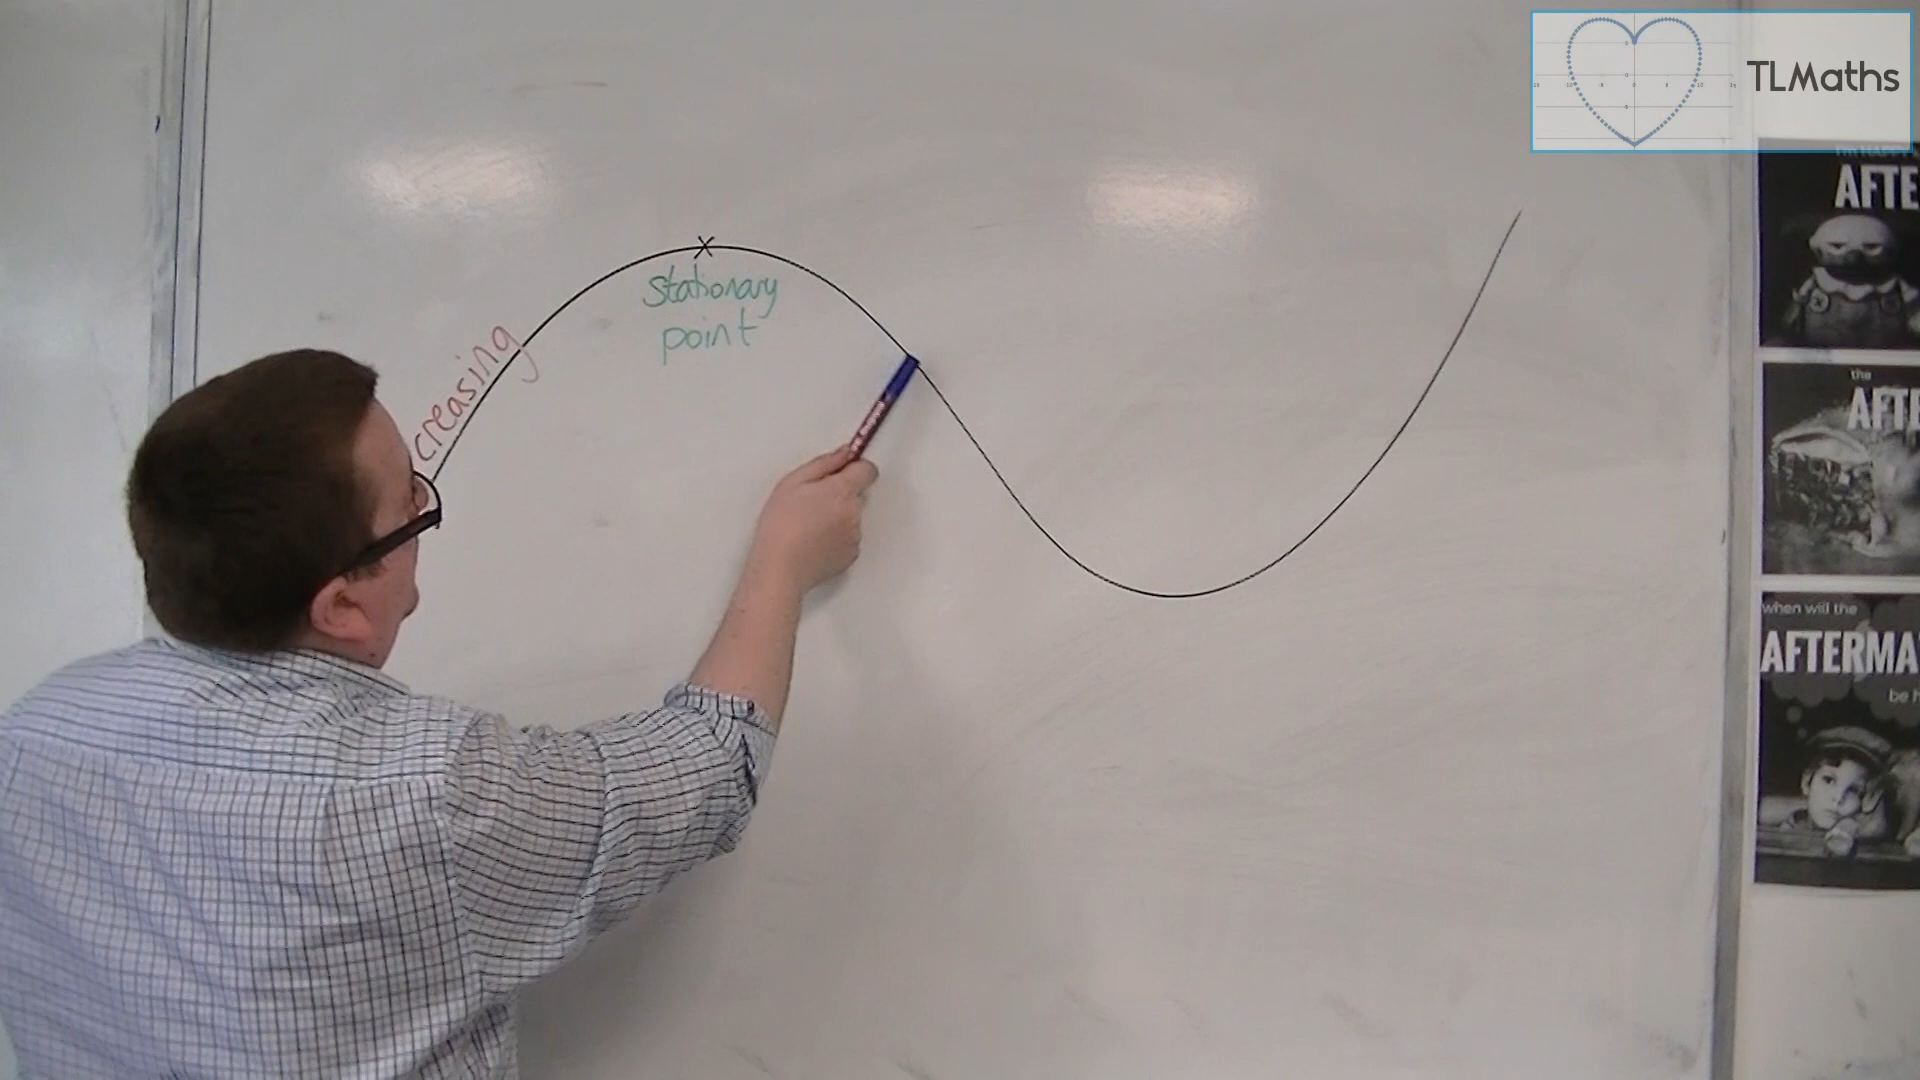 TLMaths
creasing
x
Stationary
point
AFTE
the
AFTE
when will the
AFTERMA
be h